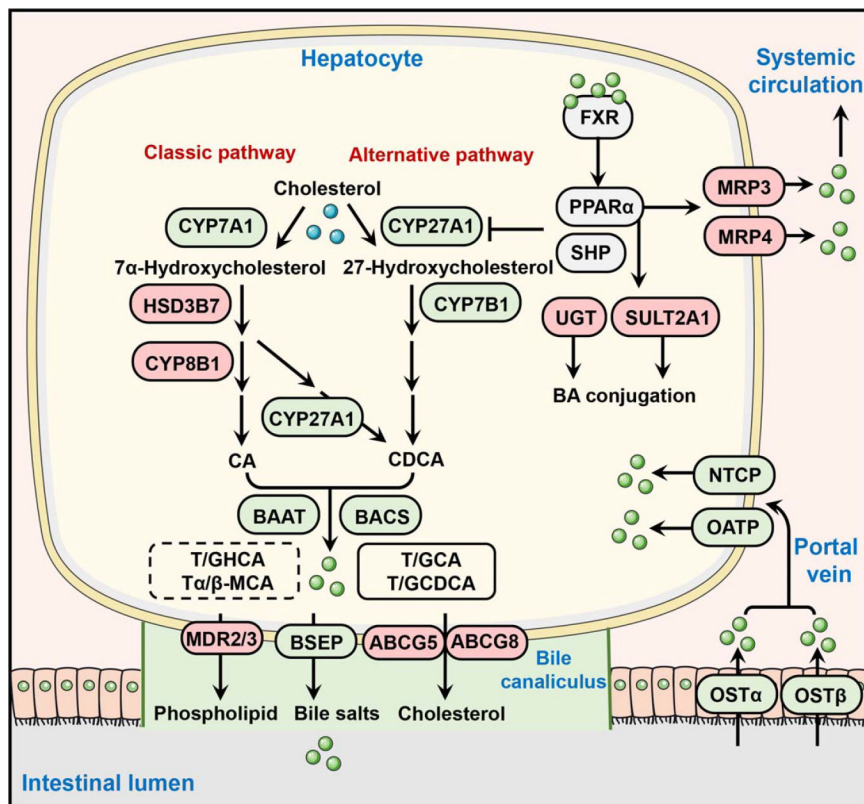 Hepatocyte
Systemic
circulation
FXR
Classic pathway
Alternative pathway
Cholesterol
MRP3
PPARα
CYP7A1
CYP27A1
MRP4
SHP
7α-Hydroxycholesterol
27-Hydroxycholesterol
HSD3B7
CYP7B1
UGT
SULT2A1
CYP8B1
BA conjugation
CYP27A1
CA
CDCA
NTCP
BAAT
BACS
OATP
Portal
vein
T/GHCA
Tα/β-MCA
T/GCA
T/GCDCA
MDR2/3
BSEP
ABCG5
ABCG8
Bile
canaliculus
OSTα
OSTβ
Phospholipid
Bile salts
Cholesterol
Intestinal lumen